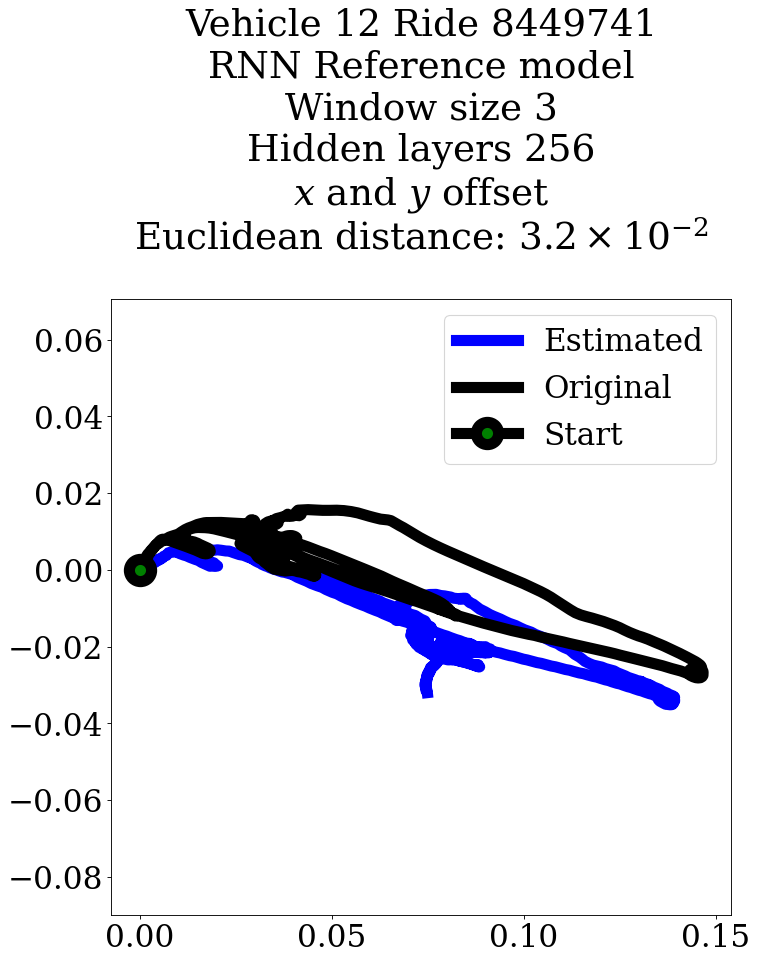 Vehicle 12 Ride 8449741
RNN Reference model
Window size 3
Hidden layers 256
x and y offset
Euclidean distance: 3.2 × 10⁻²
Estimated
Original
Start
0.06
0.04
0.02
0.00
−0.02
−0.04
−0.06
−0.08
0.00 0.05 0.10 0.15